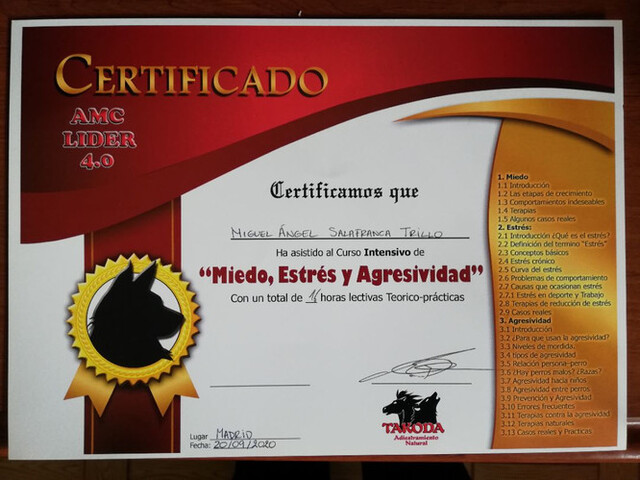 CERTIFICADO
AMC
LIDER
4.0
Certificamos que
MIGUEL ÁNGEL SALAFRANCA TRILLO
Ha asistido al Curso Intensivo de
“Miedo, Estrés y Agresividad”
Con un total de 16 horas lectivas Teorico-prácticas
Lugar MADRID
Fecha: 20/09/2020
TAKODA
Adiestramiento
Natural
1. Miedo
1.1 Introducción
1.2 Las etapas de crecimiento
1.3 Comportamientos indeseables
1.4 Terapias
1.5 Algunos casos reales
2. Estrés:
2.1 Introducción ¿Qué es el estrés?
2.2 Definición del termino “Estrés”
2.3 Conceptos básicos
2.4 Estrés crónico
2.5 Curva del estrés
2.6 Problemas de comportamiento
2.2 Causas que ocasionan estrés
2.7.1 Estrés en deporte y Trabajo
2.8 Terapias de reducción de estrés
2.9 Casos reales
3. Agresividad
3.1 Introducción
3.2 ¿Para que usan la agresividad?
3.3 Niveles de mordida.
3.4 tipos de agresividad
3.5 Relación persona-perro
3.6 ¿Hay perros malos? ¿Razas?
3.7 Agresividad hacia niños
3.8 Agresividad entre perros
3.9 Prevención y Agresividad
3.10 Errores frecuentes
3.11 Terapias contra la agresividad
3.12 Terapias naturales
3.13 Casos reales y Practicas